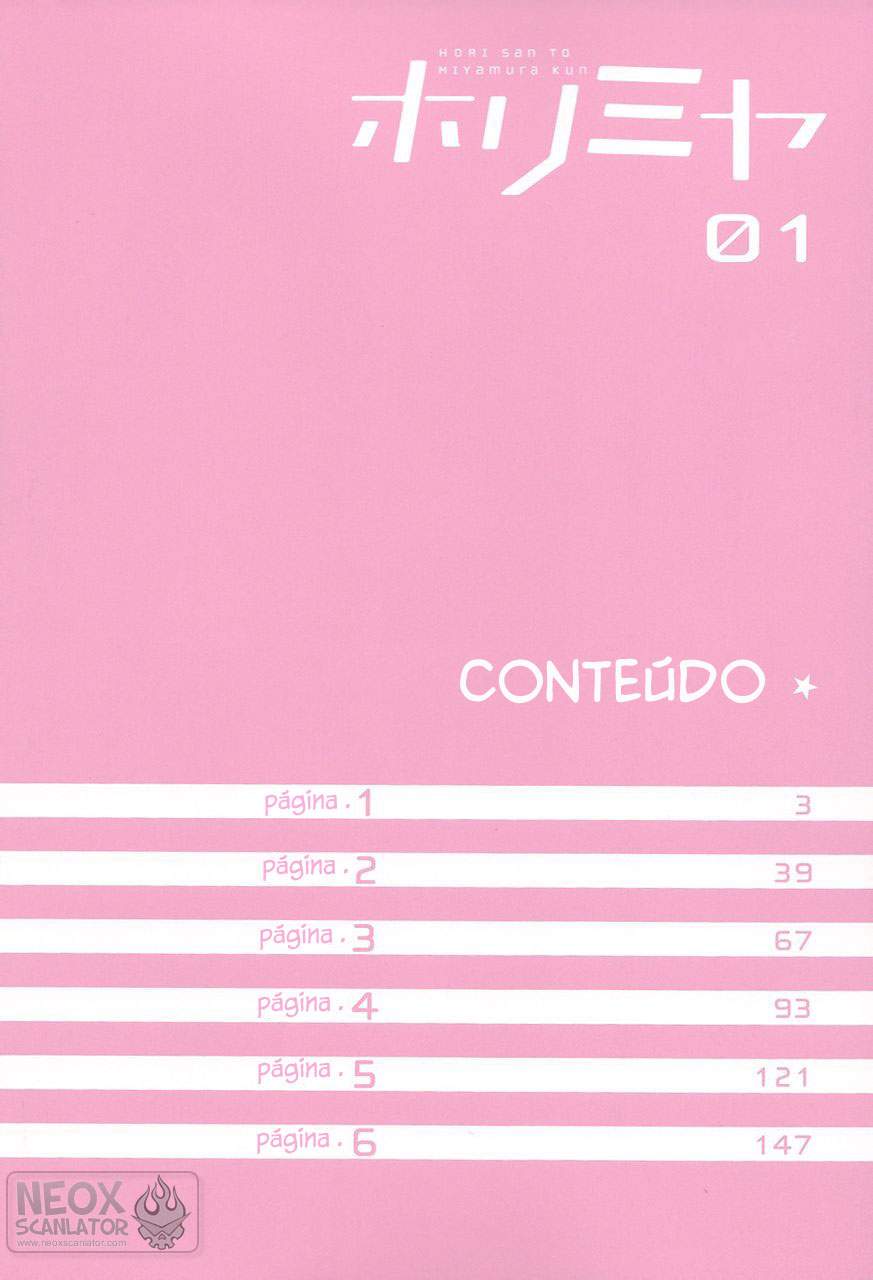 HORI san TO
MIYamura KUN
ホリミヤ
01
CONTEÚDO ★
página . 1 3
página . 2 39
página . 3 67
página . 4 93
página . 5 121
página . 6 147
NEOX
SCANLATOR
www.neoxscanlator.com